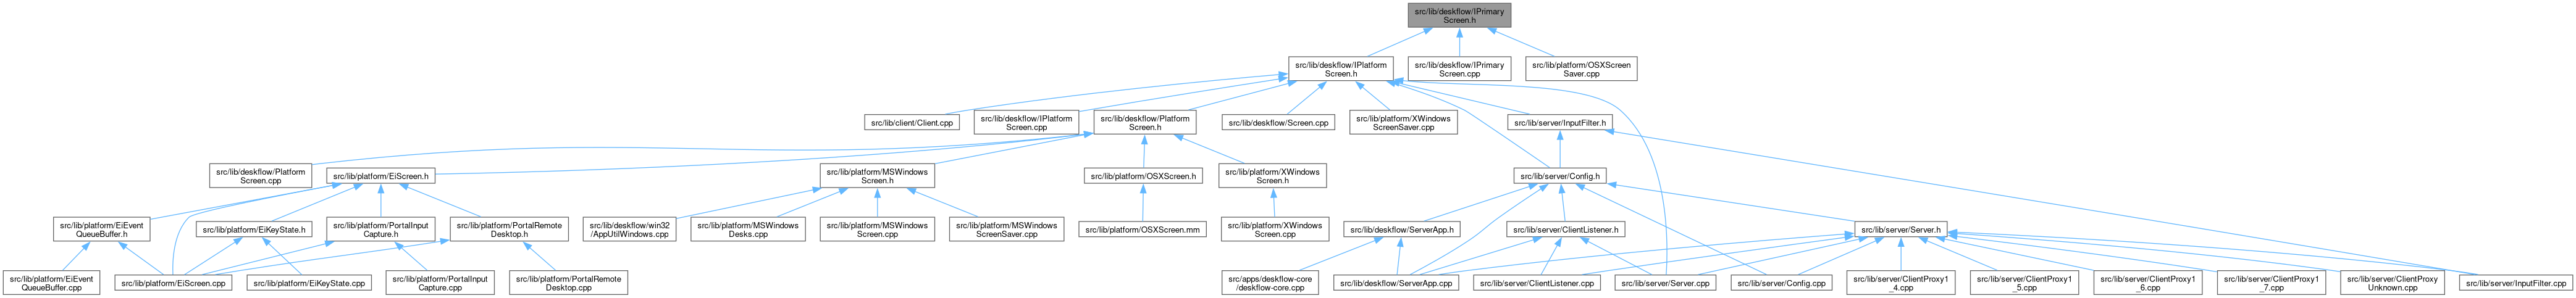 src/lib/deskflow/IPrimary
Screen.h
src/lib/deskflow/IPlatform
Screen.h
src/lib/deskflow/IPrimary
Screen.cpp
src/lib/platform/OSXScreen
Saver.cpp
src/lib/client/Client.cpp
src/lib/deskflow/IPlatform
Screen.cpp
src/lib/deskflow/Platform
Screen.h
src/lib/deskflow/Screen.cpp
src/lib/platform/XWindows
ScreenSaver.cpp
src/lib/server/InputFilter.h
src/lib/deskflow/Platform
Screen.cpp
src/lib/platform/EiScreen.h
src/lib/platform/MSWindows
Screen.h
src/lib/platform/OSXScreen.h
src/lib/platform/XWindows
Screen.h
src/lib/server/Config.h
src/lib/platform/EiEvent
QueueBuffer.h
src/lib/platform/EiKeyState.h
src/lib/platform/PortalInput
Capture.h
src/lib/platform/PortalRemote
Desktop.h
src/lib/deskflow/win32
/AppUtilWindows.cpp
src/lib/platform/MSWindows
Desks.cpp
src/lib/platform/MSWindows
Screen.cpp
src/lib/platform/MSWindows
ScreenSaver.cpp
src/lib/platform/OSXScreen.mm
src/lib/platform/XWindows
Screen.cpp
src/lib/deskflow/ServerApp.h
src/lib/server/ClientListener.h
src/lib/server/Server.h
src/lib/platform/EiEvent
QueueBuffer.cpp
src/lib/platform/EiScreen.cpp
src/lib/platform/EiKeyState.cpp
src/lib/platform/PortalInput
Capture.cpp
src/lib/platform/PortalRemote
Desktop.cpp
src/apps/deskflow-core
/deskflow-core.cpp
src/lib/deskflow/ServerApp.cpp
src/lib/server/ClientListener.cpp
src/lib/server/Server.cpp
src/lib/server/Config.cpp
src/lib/server/ClientProxy1
_4.cpp
src/lib/server/ClientProxy1
_5.cpp
src/lib/server/ClientProxy1
_6.cpp
src/lib/server/ClientProxy1
_7.cpp
src/lib/server/ClientProxy
Unknown.cpp
src/lib/server/InputFilter.cpp